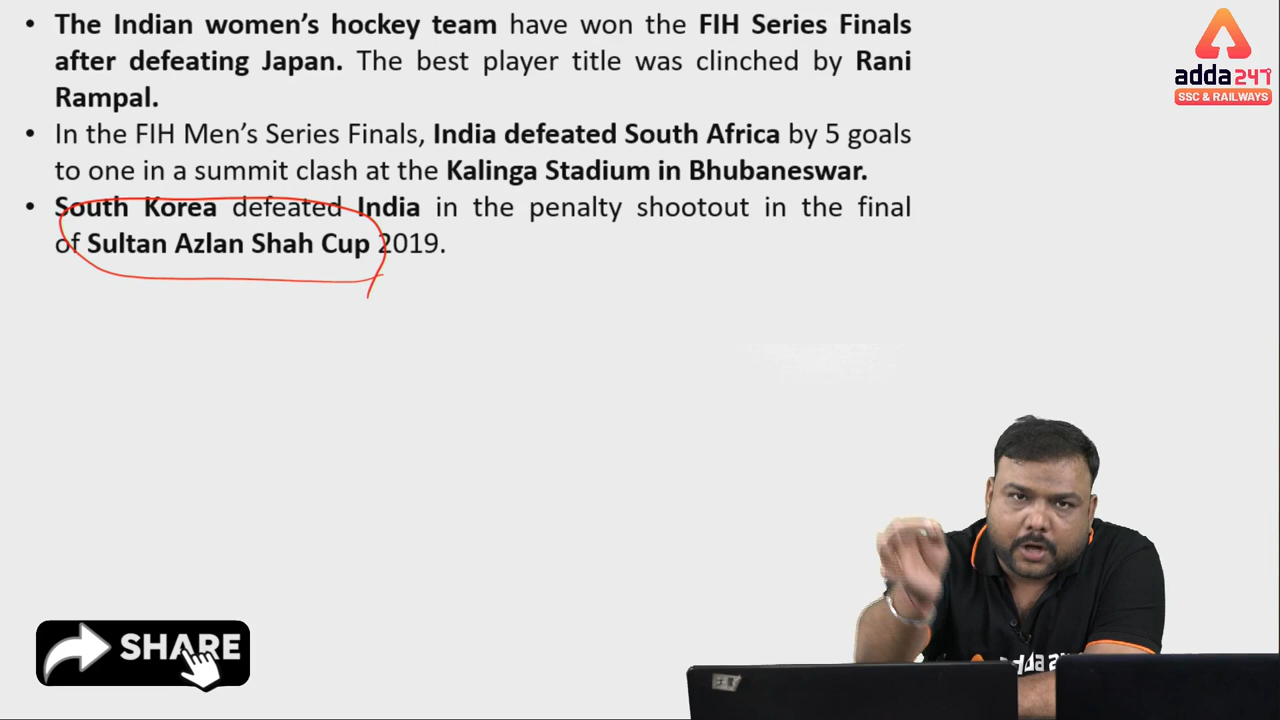 • The Indian women’s hockey team have won the FIH Series Finals
after defeating Japan. The best player title was clinched by Rani
Rampal.
• In the FIH Men’s Series Finals, India defeated South Africa by 5 goals
to one in a summit clash at the Kalinga Stadium in Bhubaneswar.
• South Korea defeated India in the penalty shootout in the final
of Sultan Azlan Shah Cup 2019.
adda247
SSC & RAILWAYS
SHARE